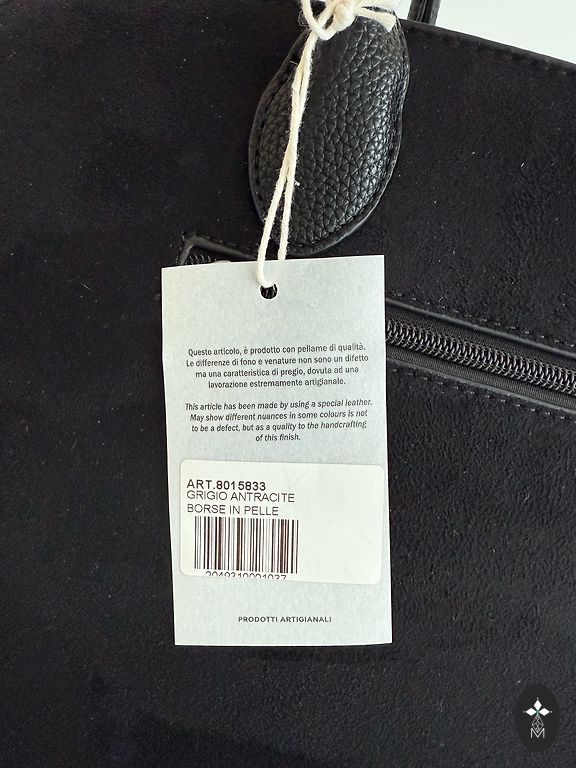 Questo articolo, è prodotto con pellame di qualità.
Le differenze di fono e venature non sono un difetto
ma una caratteristica di pregio, dovuta ad una
lavorazione estremamente artigianale.
This article has been made by using a special leather.
May show different nuances in some colours is not
to be a defect, but as a quality to the handcrafting
of this finish.
ART.8015833
GRIGIO ANTRACITE
BORSE IN PELLE
2049310001037
PRODOTTI ARTIGIANALI
M